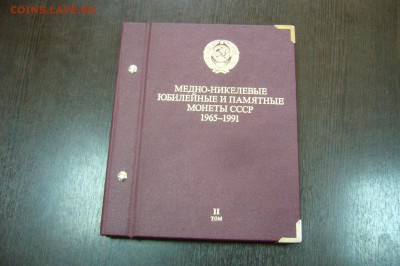 COINS.LAVE.RU
МЕДНО-НИКЕЛЕВЫЕ
ЮБИЛЕЙНЫЕ И ПАМЯТНЫЕ
МОНЕТЫ СССР
1965-1991
II
ТОМ